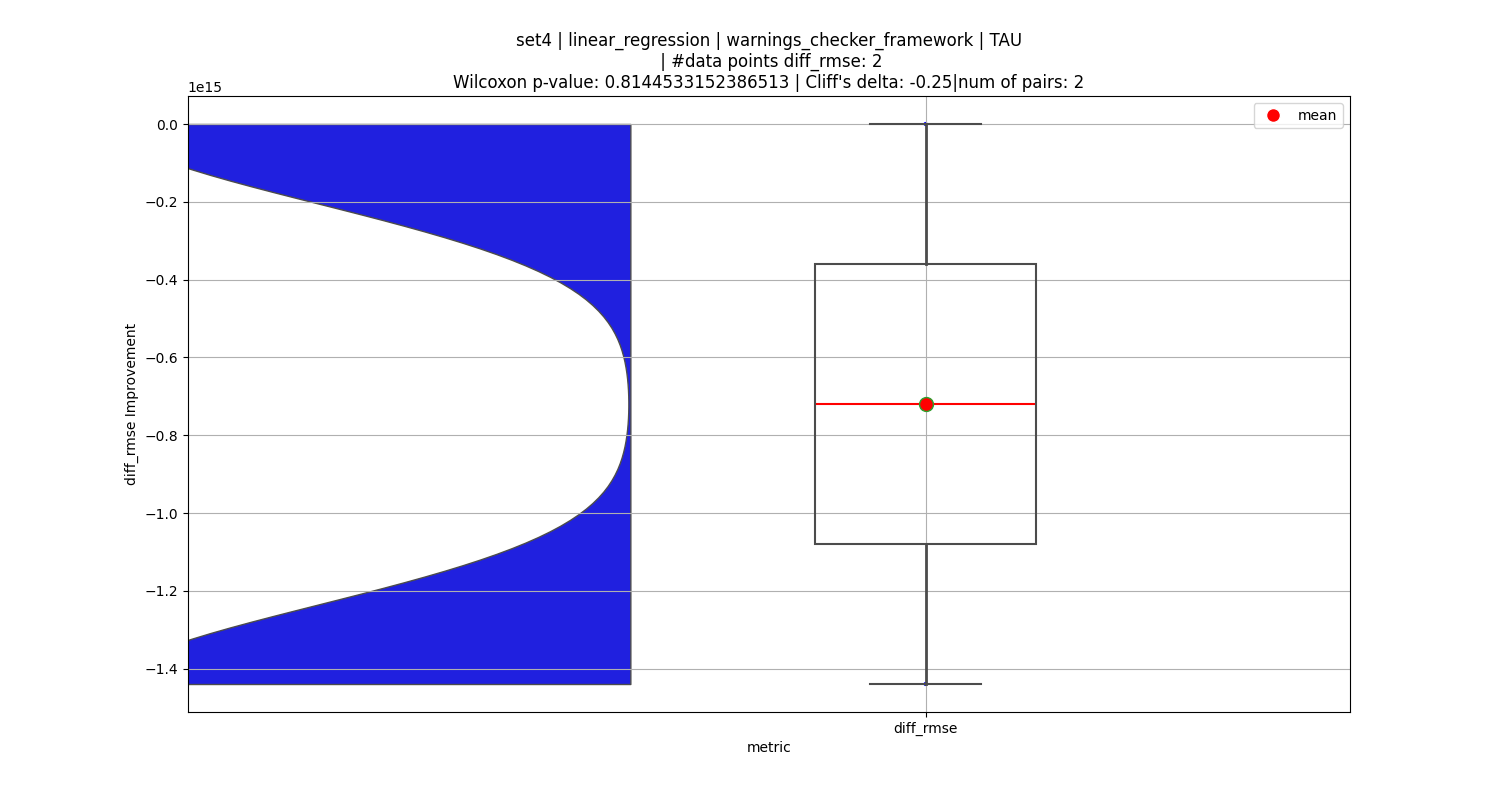 set4 | linear_regression | warnings_checker_framework | TAU
| #data points diff_rmse: 2
Wilcoxon p-value: 0.8144533152386513 | Cliff's delta: -0.25|num of pairs: 2
1e15
mean
0.0
−0.2
−0.4
−0.6
−0.8
−1.0
−1.2
−1.4
diff_rmse Improvement
diff_rmse
metric